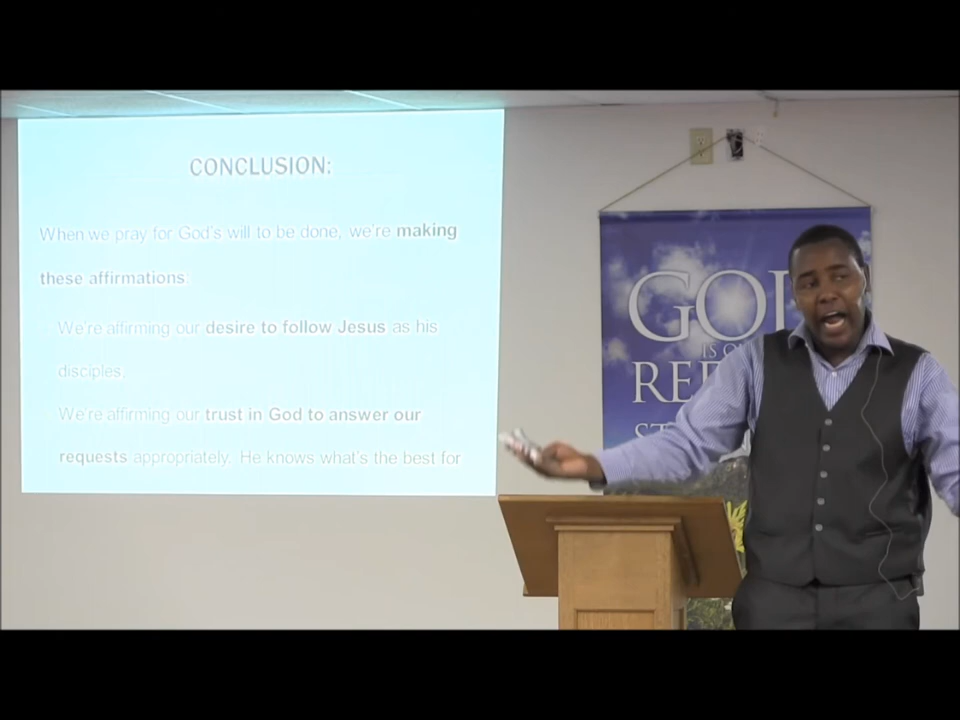 CONCLUSION:
When we pray for God's will to be done, we're making
these affirmations:
We're affirming our desire to follow Jesus as his
disciples,
We're affirming our trust in God to answer our
requests appropriately. He knows what's the best for
GOD
IS